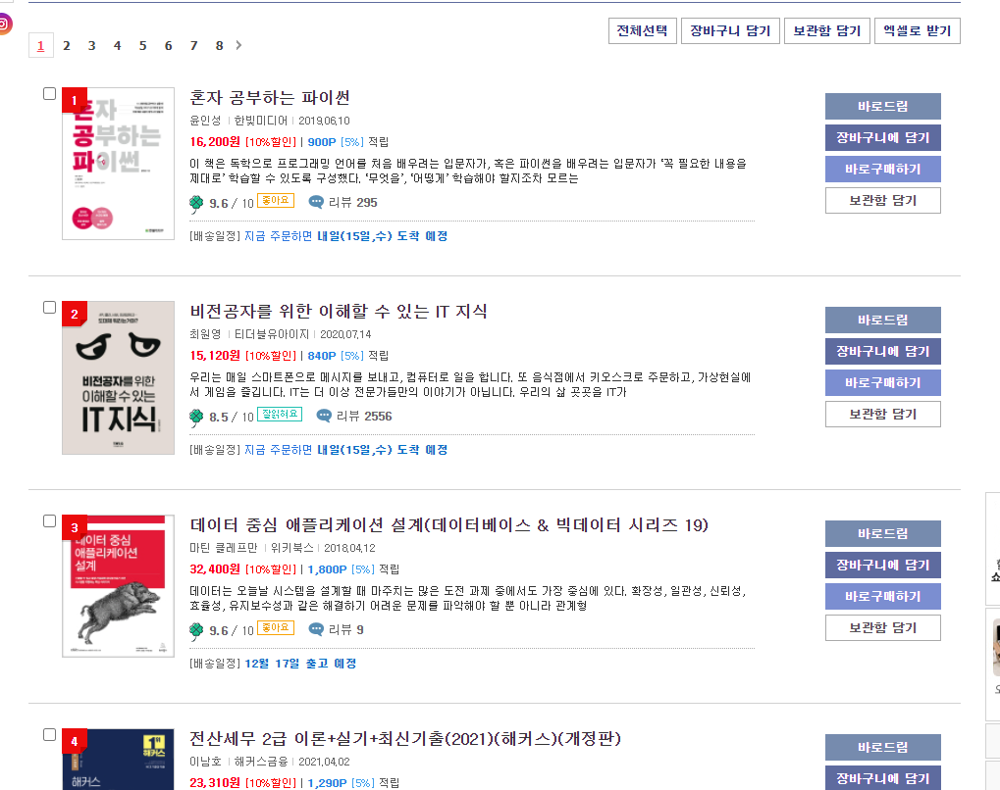 1 2 3 4 5 6 7 8
전체선택 장바구니 담기 보관함 담기 엑셀로 받기
1
혼자
공부하는
파이썬
혼자 공부하는 파이썬
윤인성 | 한빛미디어 | 2019.06.10
16,200원 [10%할인] | 900P [5%] 적립
이 책은 독학으로 프로그래밍 언어를 처음 배우려는 입문자가, 혹은 파이썬을 배우려는 입문자가 ‘꼭 필요한 내용을
제대로’ 학습할 수 있도록 구성했다. ‘무엇을’, ‘어떻게’ 학습해야 할지조차 모르는
9.6 / 10 좋아요 리뷰 295
[배송일정] 지금 주문하면 내일(15일,수) 도착 예정
바로드림
장바구니에 담기
바로구매하기
보관함 담기
2
비전공자를 위한
이해할 수 있는
IT 지식
비전공자를 위한 이해할 수 있는 IT 지식
최원영 | 티더블유아이지 | 2020.07.14
15,120원 [10%할인] | 840P [5%] 적립
우리는 매일 스마트폰으로 메시지를 보내고, 컴퓨터로 일을 합니다. 또 음식점에서 키오스크로 주문하고, 가상현실에
서 게임을 즐깁니다. IT는 더 이상 전문가들만의 이야기가 아닙니다. 우리의 삶 곳곳을 IT가
8.5 / 10 잘읽혀요 리뷰 2556
[배송일정] 지금 주문하면 내일(15일,수) 도착 예정
바로드림
장바구니에 담기
바로구매하기
보관함 담기
3
데이터 중심
애플리케이션
설계
데이터 중심 애플리케이션 설계(데이터베이스 & 빅데이터 시리즈 19)
마틴 클레프만 | 위키북스 | 2018.04.12
32,400원 [10%할인] | 1,800P [5%] 적립
데이터는 오늘날 시스템을 설계할 때 마주치는 많은 도전 과제 중에서도 가장 중심에 있다. 확장성, 일관성, 신뢰성,
효율성, 유지보수성과 같은 해결하기 어려운 문제를 파악해야 할 뿐 아니라 관계형
9.6 / 10 좋아요 리뷰 9
[배송일정] 12월 17일 출고 예정
바로드림
장바구니에 담기
바로구매하기
보관함 담기
4
1위
해커스
해커스
전산세무 2급 이론+실기+최신기출(2021)(해커스)(개정판)
이남호 | 해커스금융 | 2021.04.02
23,310원 [10%할인] | 1,290P [5%] 적립
바로드림
장바구니에 담기